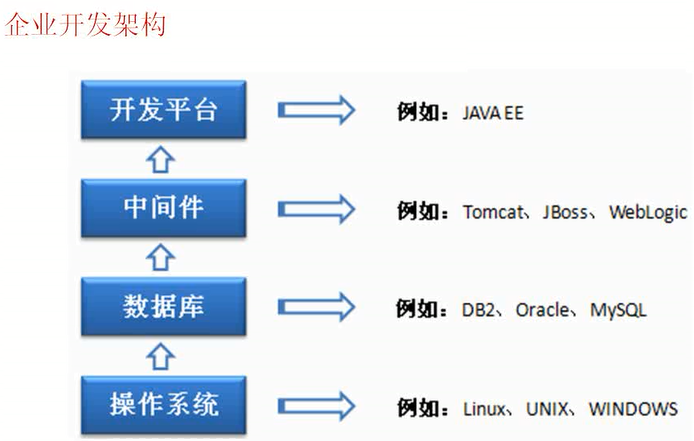 企业开发架构
开发平台 例如：JAVA EE
中间件 例如：Tomcat、JBoss、WebLogic
数据库 例如：DB2、Oracle、MySQL
操作系统 例如：Linux、UNIX、WINDOWS